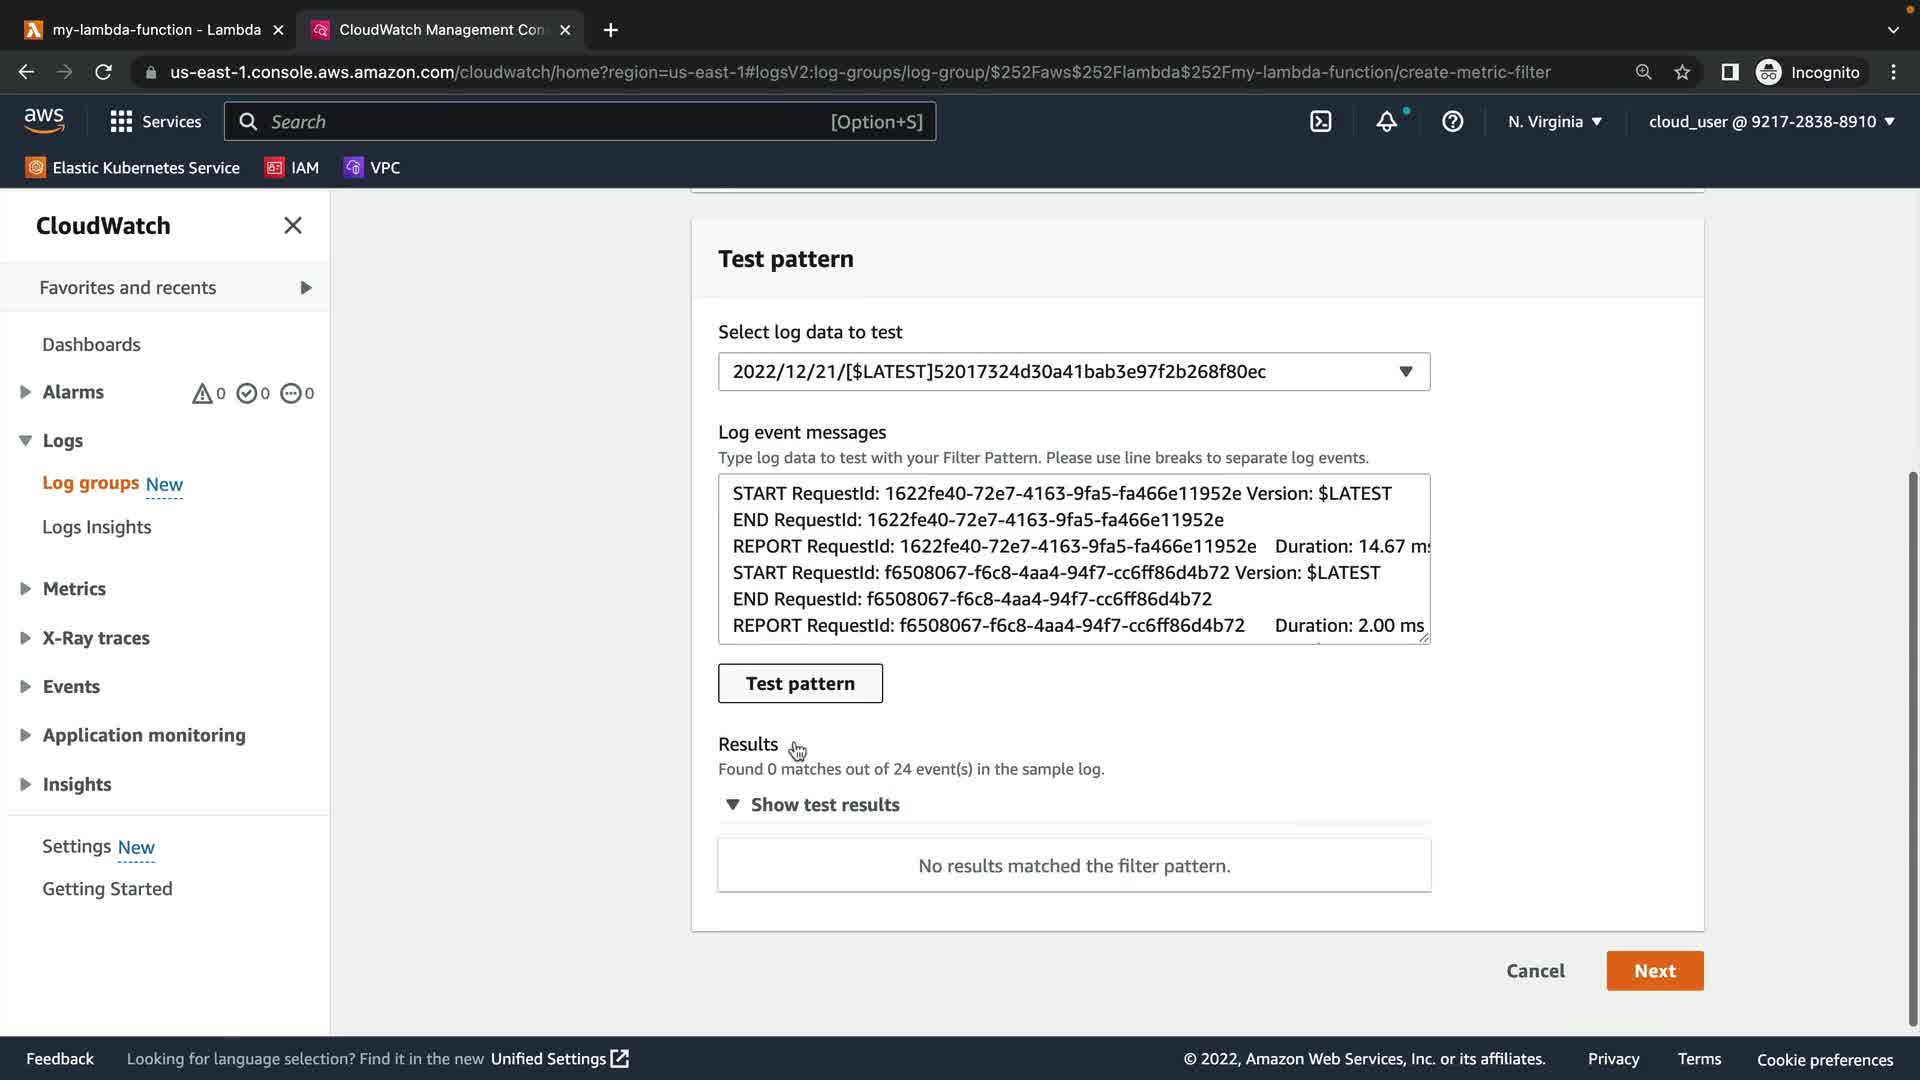 my-lambda-function - Lambda
CloudWatch Management Con
us-east-1.console.aws.amazon.com/cloudwatch/home?region=us-east-1#logsV2:log-groups/log-group/$252Faws$252Flambda$252Fmy-lambda-function/create-metric-filter
Incognito
aws
Services
Search
[Option+S]
N. Virginia
cloud_user @ 9217-2838-8910
Elastic Kubernetes Service
IAM
VPC
CloudWatch
Favorites and recents
Dashboards
Alarms
0
0
0
Logs
Log groups New
Logs Insights
Metrics
X-Ray traces
Events
Application monitoring
Insights
Settings New
Getting Started
Test pattern
Select log data to test
2022/12/21/[$LATEST]52017324d30a41bab3e97f2b268f80ec
Log event messages
Type log data to test with your Filter Pattern. Please use line breaks to separate log events.
START RequestId: 1622fe40-72e7-4163-9fa5-fa466e11952e Version: $LATEST
END RequestId: 1622fe40-72e7-4163-9fa5-fa466e11952e
REPORT RequestId: 1622fe40-72e7-4163-9fa5-fa466e11952e Duration: 14.67 ms
START RequestId: f6508067-f6c8-4aa4-94f7-cc6ff86d4b72 Version: $LATEST
END RequestId: f6508067-f6c8-4aa4-94f7-cc6ff86d4b72
REPORT RequestId: f6508067-f6c8-4aa4-94f7-cc6ff86d4b72 Duration: 2.00 ms
Test pattern
Results
Found 0 matches out of 24 event(s) in the sample log.
Show test results
No results matched the filter pattern.
Cancel
Next
Feedback
Looking for language selection? Find it in the new Unified Settings
© 2022, Amazon Web Services, Inc. or its affiliates.
Privacy
Terms
Cookie preferences